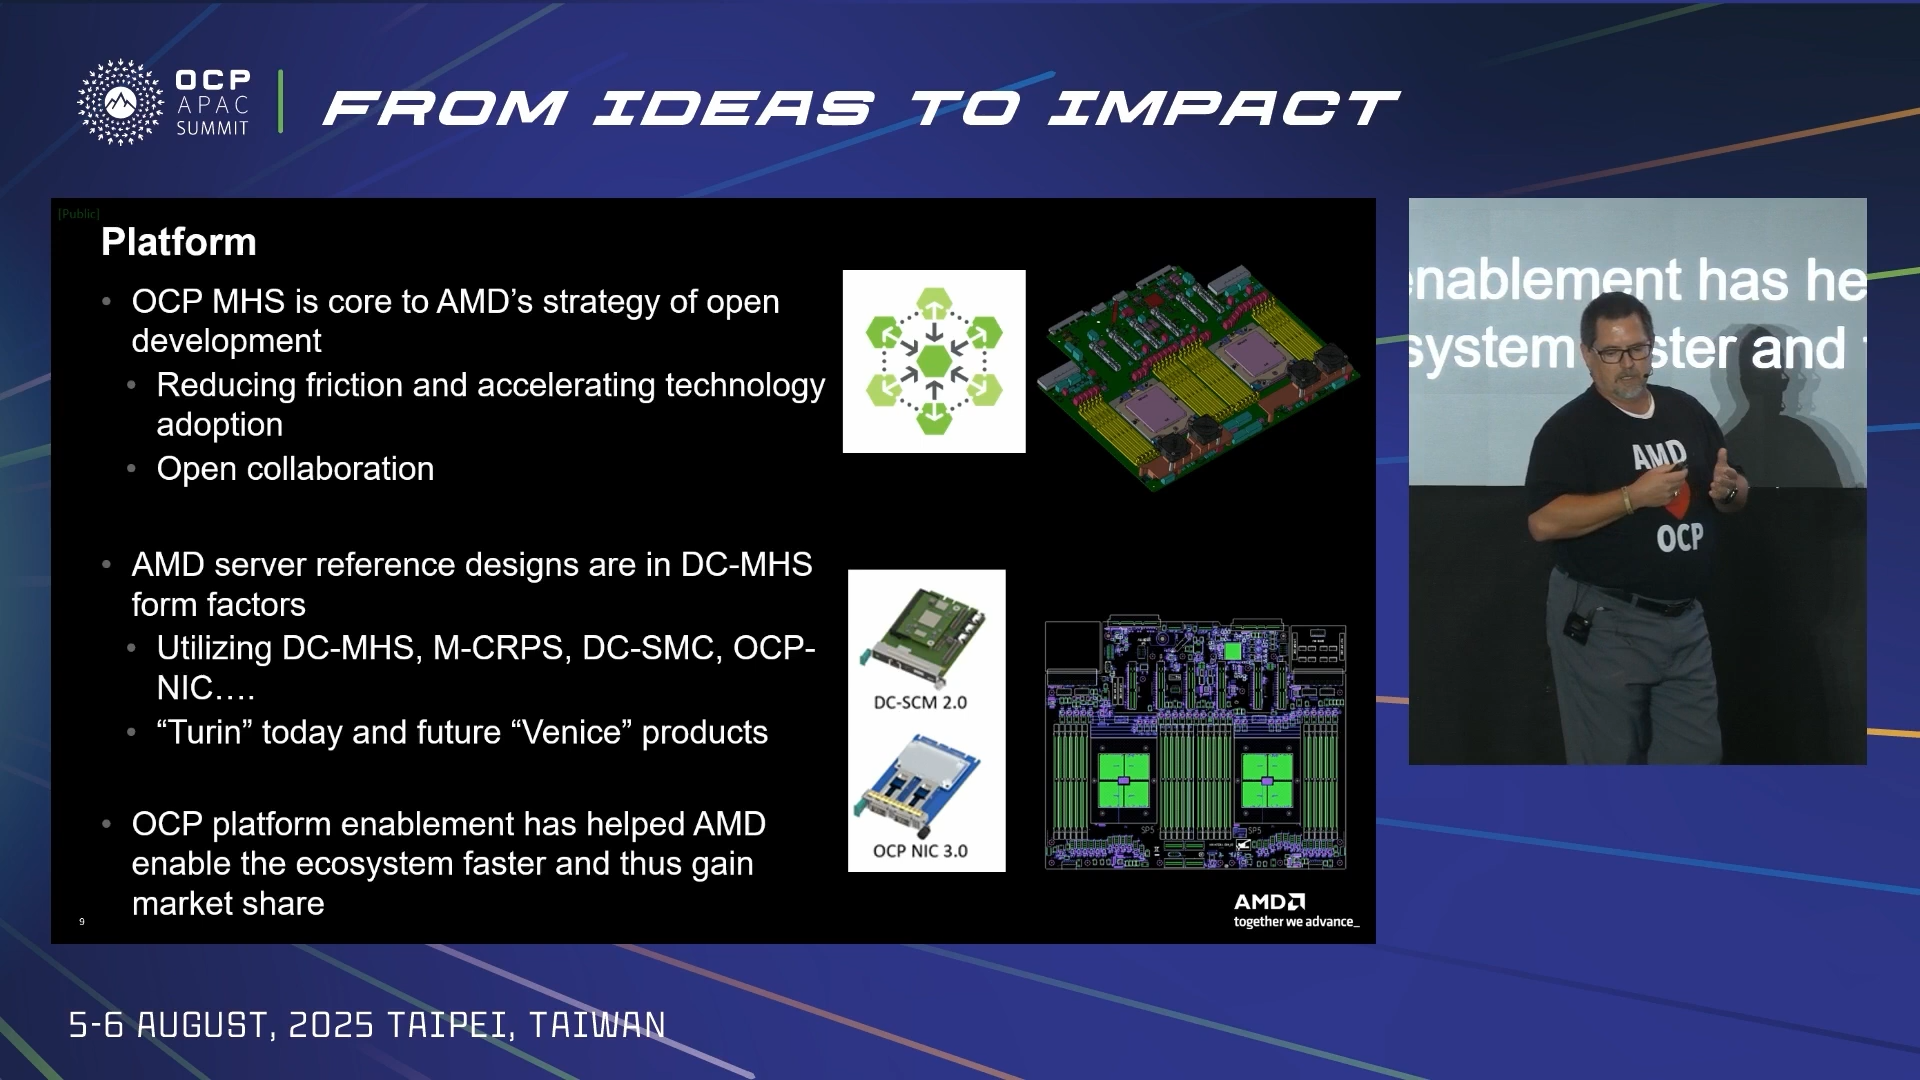 OCP
APAC
SUMMIT
FROM IDEAS TO IMPACT
[Public]
Platform
• OCP MHS is core to AMD’s strategy of open
development
• Reducing friction and accelerating technology
adoption
• Open collaboration
• AMD server reference designs are in DC-MHS
form factors
• Utilizing DC-MHS, M-CRPS, DC-SMC, OCP-
NIC….
• “Turin” today and future “Venice” products
• OCP platform enablement has helped AMD
enable the ecosystem faster and thus gain
market share
9
DC-SCM 2.0
OCP NIC 3.0
SP5
SP5
AMD
together we advance_
enablement has he
system ster and
AMD
OCP
5-6 AUGUST, 2025 TAIPEI, TAIWAN